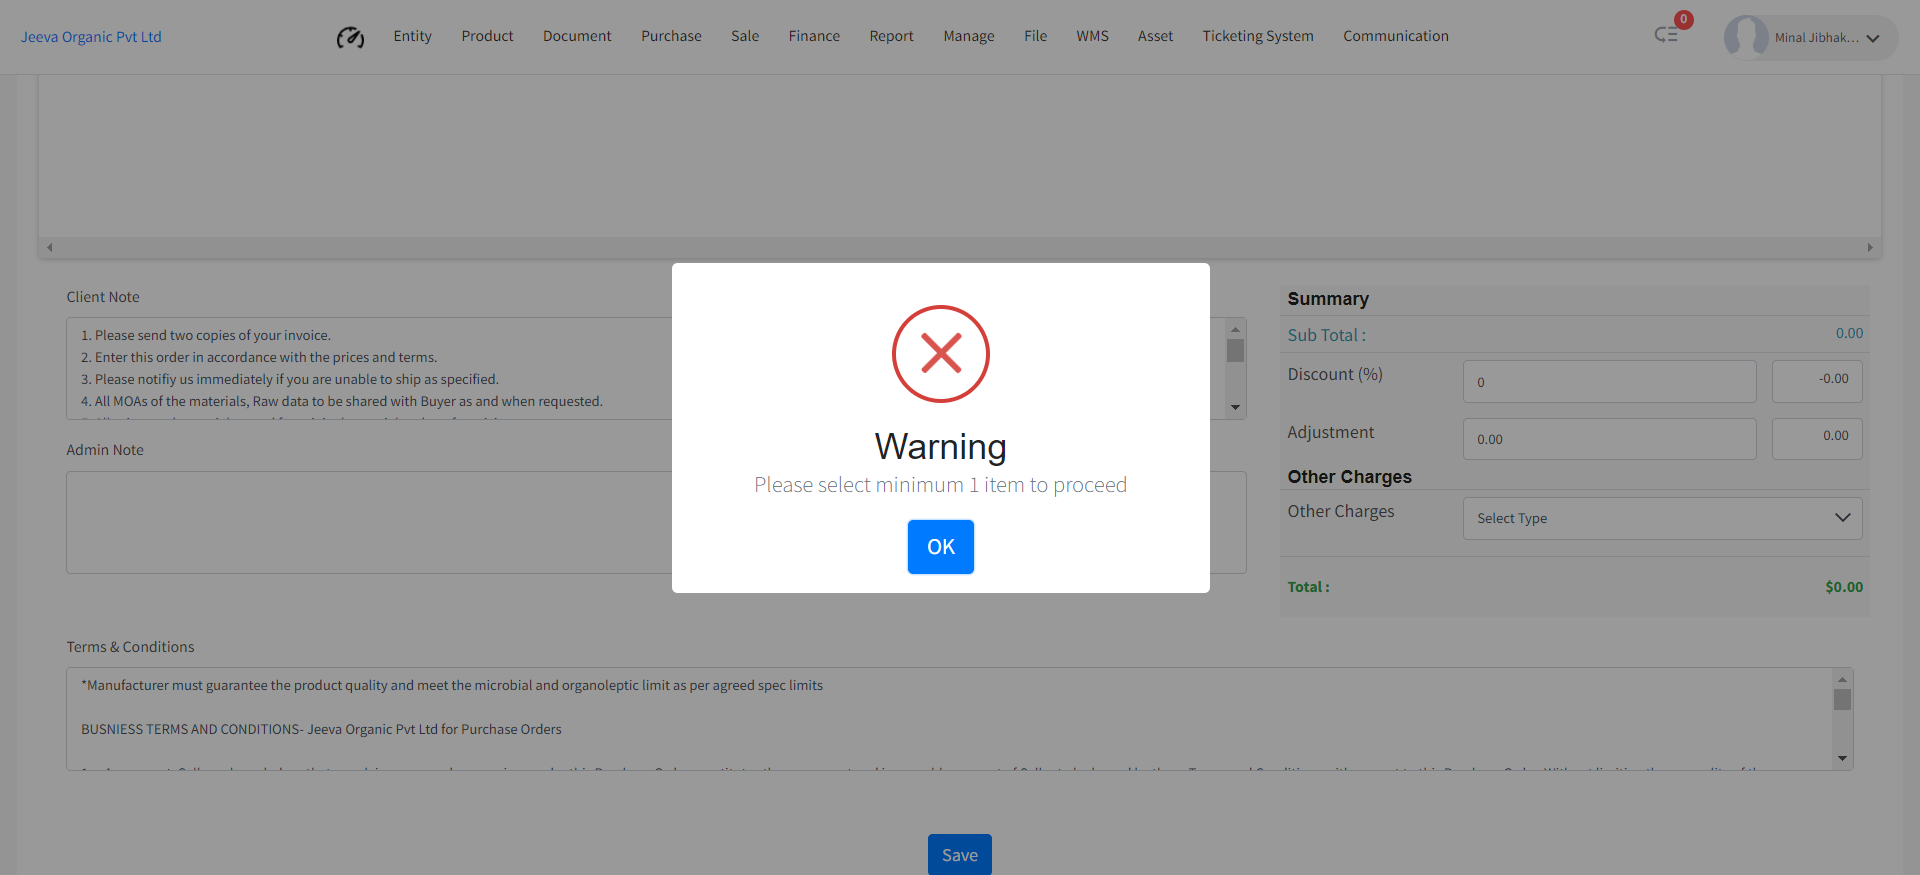 Jeeva Organic Pvt Ltd
Entity
Product
Document
Purchase
Sale
Finance
Report
Manage
File
WMS
Asset
Ticketing System
Communication
0
Minal Jibhak...
Client Note
1. Please send two copies of your invoice.
2. Enter this order in accordance with the prices and terms.
3. Please notifiy us immediately if you are unable to ship as specified.
4. All MOAs of the materials, Raw data to be shared with Buyer as and when requested.
Admin Note
Warning
Please select minimum 1 item to proceed
OK
Summary
Sub Total :
0.00
Discount (%)
0
-0.00
Adjustment
0.00
0.00
Other Charges
Other Charges
Select Type
Total :
$0.00
Terms & Conditions
*Manufacturer must guarantee the product quality and meet the microbial and organoleptic limit as per agreed spec limits
BUSNIESS TERMS AND CONDITIONS- Jeeva Organic Pvt Ltd for Purchase Orders
Save